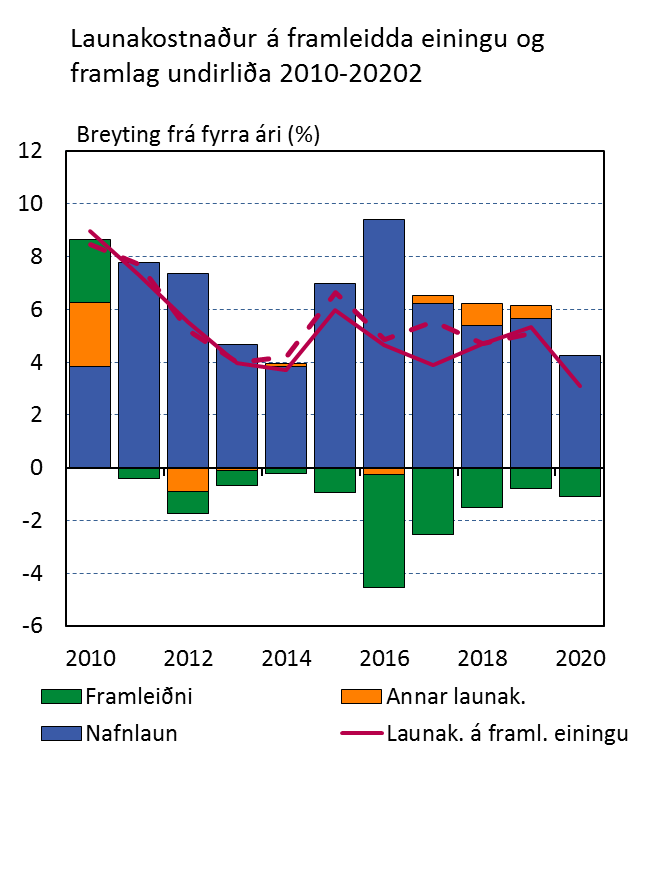 Launakostnaður á framleidda einingu og
framlag undirliða 2010-20202
Breyting frá fyrra ári (%)
12
10
8
6
4
2
0
-2
-4
-6
2010 2012 2014 2016 2018 2020
Framleiðni Annar launak.
Nafnlaun Launak. á framl. einingu